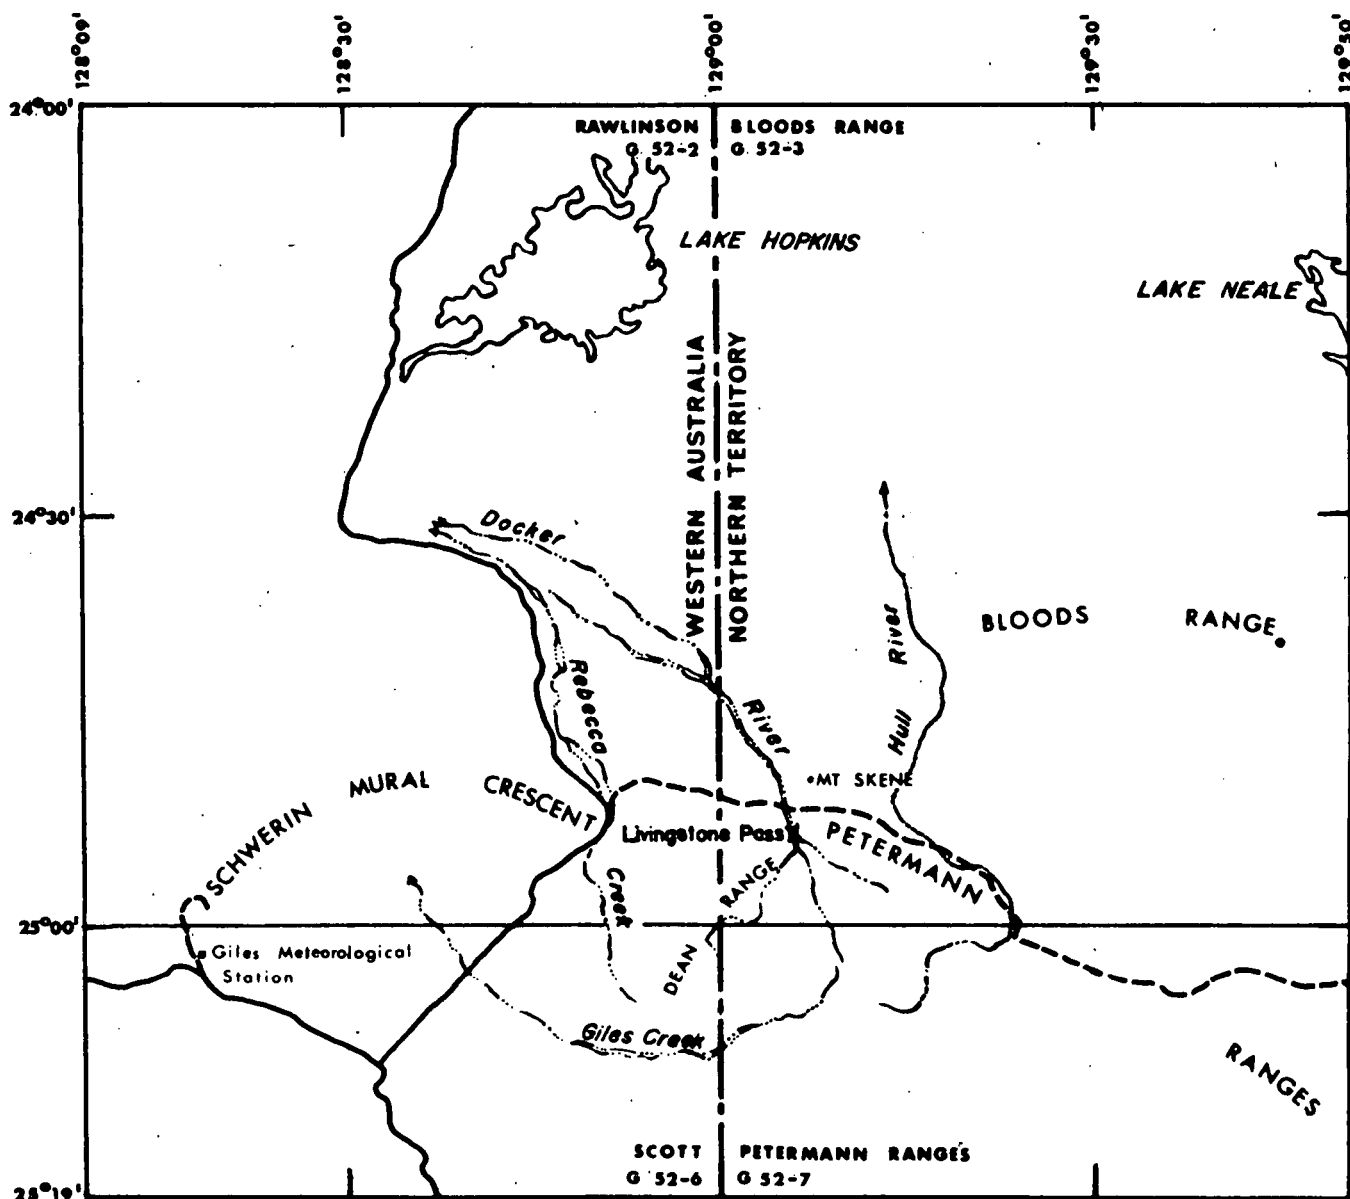 128°09'
128°30'
129°00'
129°30'
129°50'
24°00'
RAWLINSON
G 52-2
BLOODS RANGE
G 52-3
LAKE HOPKINS
LAKE NEALE
WESTERN AUSTRALIA
NORTHERN TERRITORY
24°30'
Docker
River
Hull River
BLOODS RANGE
Rebecca
Creek
MT SKENE
SCHWERIN MURAL CRESCENT
Livingstone Pass
PETERMANN
RANGES
DEAN RANGE
25°00'
Giles Meteorological
Station
Giles Creek
SCOTT
G 52-6
PETERMANN RANGES
G 52-7
25°19'